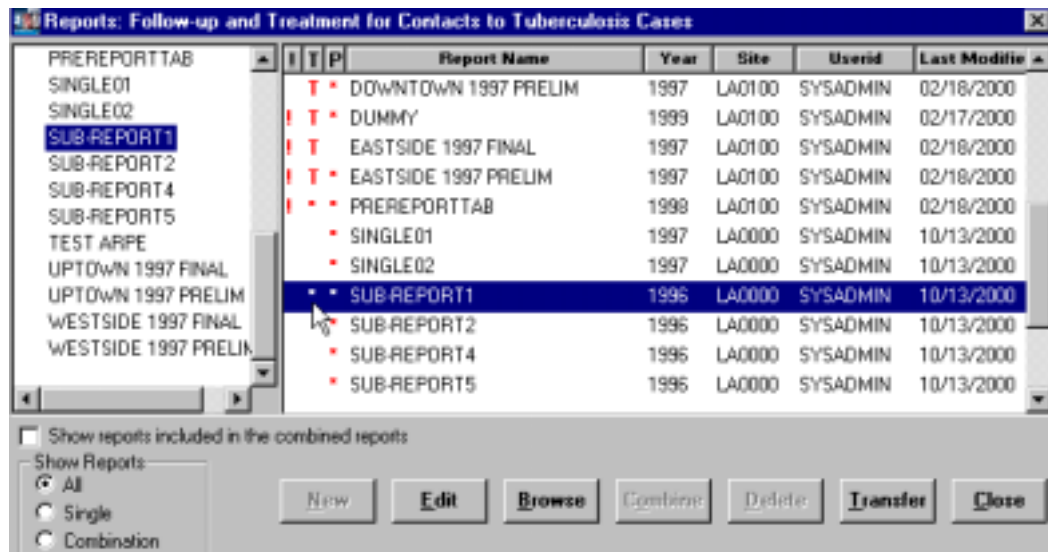 Reports: Follow-up and Treatment for Contacts to Tuberculosis Cases
PREREPORTTAB
SINGLE01
SINGLE02
SUB-REPORT1
SUB-REPORT2
SUB-REPORT4
SUB-REPORT5
TEST ARPE
UPTOWN 1997 FINAL
UPTOWN 1997 PRELIM
WESTSIDE 1997 FINAL
WESTSIDE 1997 PRELIM
! T P Report Name Year Site Userid Last Modifie
T * DOWNTOWN 1997 PRELIM 1997 LA0100 SYSADMIN 02/18/2000
! T * DUMMY 1999 LA0100 SYSADMIN 02/17/2000
! T EASTSIDE 1997 FINAL 1997 LA0100 SYSADMIN 02/18/2000
! T * EASTSIDE 1997 PRELIM 1997 LA0100 SYSADMIN 02/18/2000
! * * PREREPORTTAB 1998 LA0100 SYSADMIN 02/18/2000
* SINGLE01 1997 LA0000 SYSADMIN 10/13/2000
* SINGLE02 1997 LA0000 SYSADMIN 10/13/2000
* * SUB-REPORT1 1996 LA0000 SYSADMIN 10/13/2000
* SUB-REPORT2 1996 LA0000 SYSADMIN 10/13/2000
* SUB-REPORT4 1996 LA0000 SYSADMIN 10/13/2000
* SUB-REPORT5 1996 LA0000 SYSADMIN 10/13/2000
Show reports included in the combined reports
Show Reports
All
Single
Combination
New Edit Browse Combine Delete Transfer Close